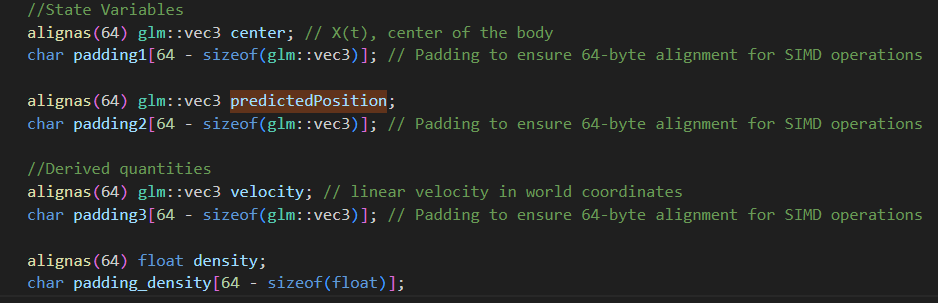 //State Variables
alignas(64) glm::vec3 center; // X(t), center of the body
char padding1[64 - sizeof(glm::vec3)]; // Padding to ensure 64-byte alignment for SIMD operations
alignas(64) glm::vec3 predictedPosition;
char padding2[64 - sizeof(glm::vec3)]; // Padding to ensure 64-byte alignment for SIMD operations
//Derived quantities
alignas(64) glm::vec3 velocity; // linear velocity in world coordinates
char padding3[64 - sizeof(glm::vec3)]; // Padding to ensure 64-byte alignment for SIMD operations
alignas(64) float density;
char padding_density[64 - sizeof(float)];